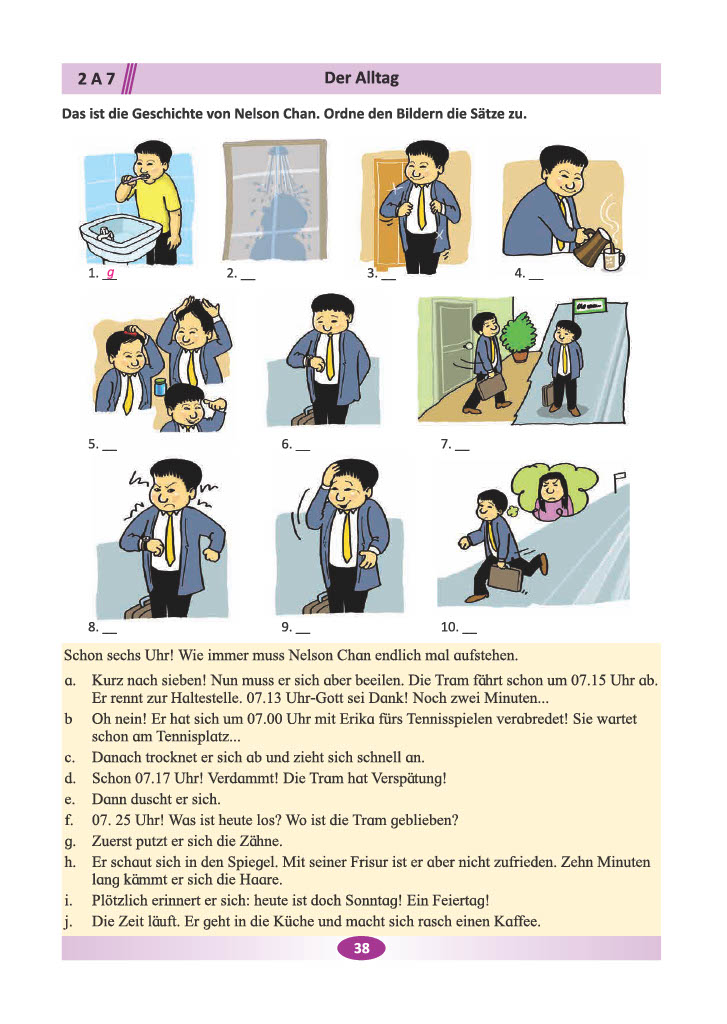 2 A 7
Der Alltag
Das ist die Geschichte von Nelson Chan. Ordne den Bildern die Sätze zu.
1. g
2. __
3. __
4. __
5. __
6. __
7. __
8. __
9. __
10. __
Schon sechs Uhr! Wie immer muss Nelson Chan endlich mal aufstehen.
a. Kurz nach sieben! Nun muss er sich aber beeilen. Die Tram fährt schon um 07.15 Uhr ab.
Er rennt zur Haltestelle. 07.13 Uhr-Gott sei Dank! Noch zwei Minuten...
b Oh nein! Er hat sich um 07.00 Uhr mit Erika fürs Tennisspielen verabredet! Sie wartet
schon am Tennisplatz...
c. Danach trocknet er sich ab und zieht sich schnell an.
d. Schon 07.17 Uhr! Verdammt! Die Tram hat Verspätung!
e. Dann duscht er sich.
f. 07. 25 Uhr! Was ist heute los? Wo ist die Tram geblieben?
g. Zuerst putzt er sich die Zähne.
h. Er schaut sich in den Spiegel. Mit seiner Frisur ist er aber nicht zufrieden. Zehn Minuten
lang kämmt er sich die Haare.
i. Plötzlich erinnert er sich: heute ist doch Sonntag! Ein Feiertag!
j. Die Zeit läuft. Er geht in die Küche und macht sich rasch einen Kaffee.
38